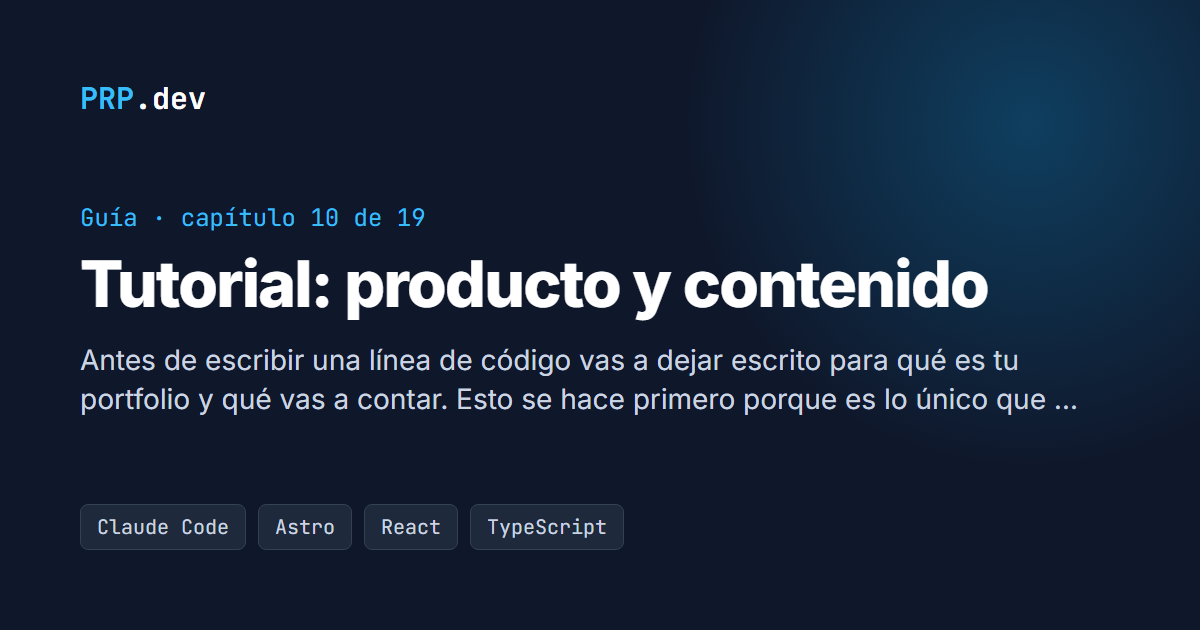 PRP.dev
Guía · capítulo 10 de 19
Tutorial: producto y contenido
Antes de escribir una línea de código vas a dejar escrito para qué es tu
portfolio y qué vas a contar. Esto se hace primero porque es lo único que ...
Claude Code
Astro
React
TypeScript